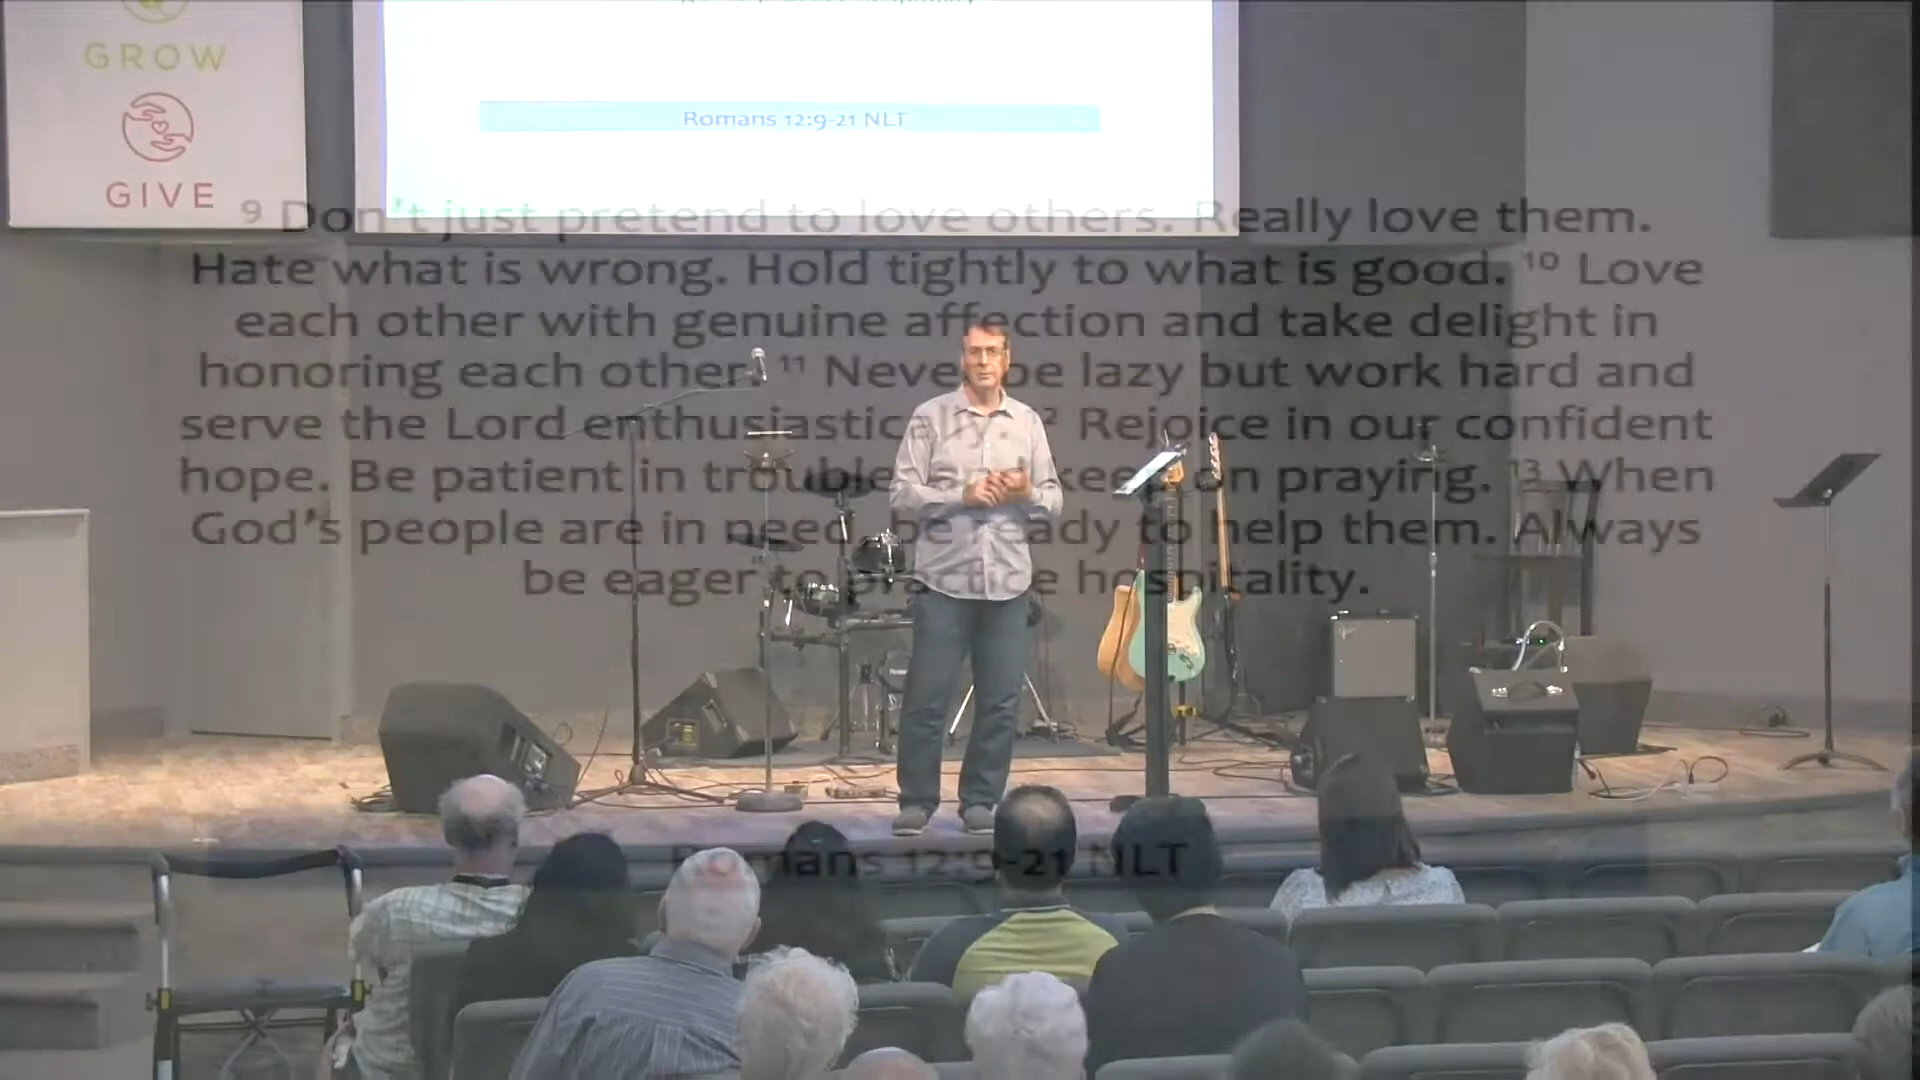 GROW
GIVE
Romans 12:9-21 NLT
9 Don't just pretend to love others. Really love them.
Hate what is wrong. Hold tightly to what is good. 10 Love
each other with genuine affection and take delight in
honoring each other. 11 Never be lazy but work hard and
serve the Lord enthusiastically. 12 Rejoice in our confident
hope. Be patient in trouble and keep on praying. 13 When
God's people are in need, be ready to help them. Always
be eager to practice hospitality.
Romans 12:9-21 NLT